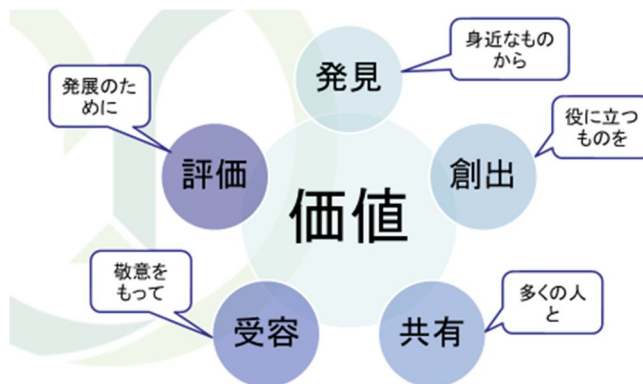 価値
発見
身近なもの
から
創出
役に立つ
ものを
共有
多くの人
と
受容
敬意を
もって
評価
発展のた
めに